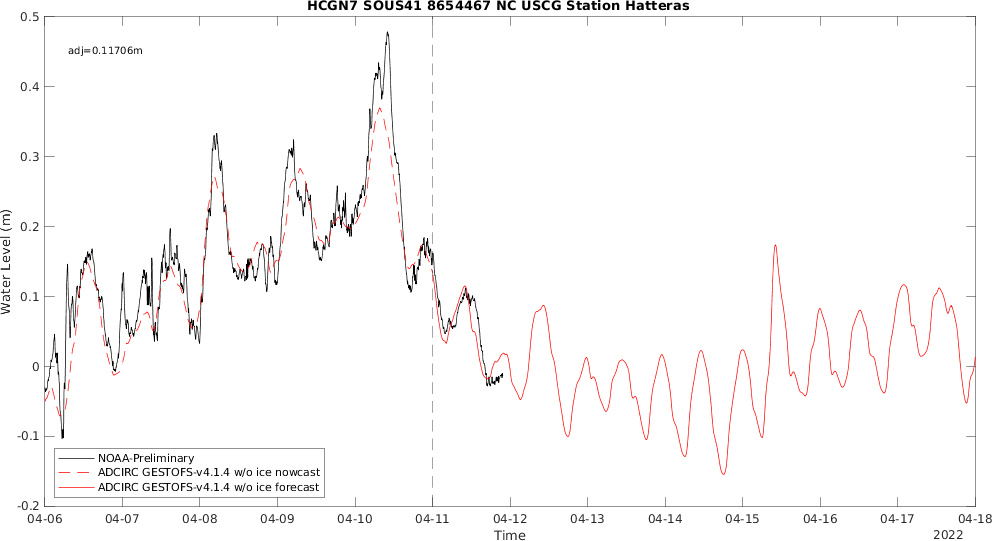 HCGN7 SOUS41 8654467 NC USCG Station Hatteras
adj=0.11706m
0.5
0.4
0.3
0.2
0.1
0
-0.1
-0.2
Water Level (m)
NOAA-Preliminary
ADCIRC GESTOFS-v4.1.4 w/o ice nowcast
ADCIRC GESTOFS-v4.1.4 w/o ice forecast
04-06 04-07 04-08 04-09 04-10 04-11 04-12 04-13 04-14 04-15 04-16 04-17 04-18
Time
2022